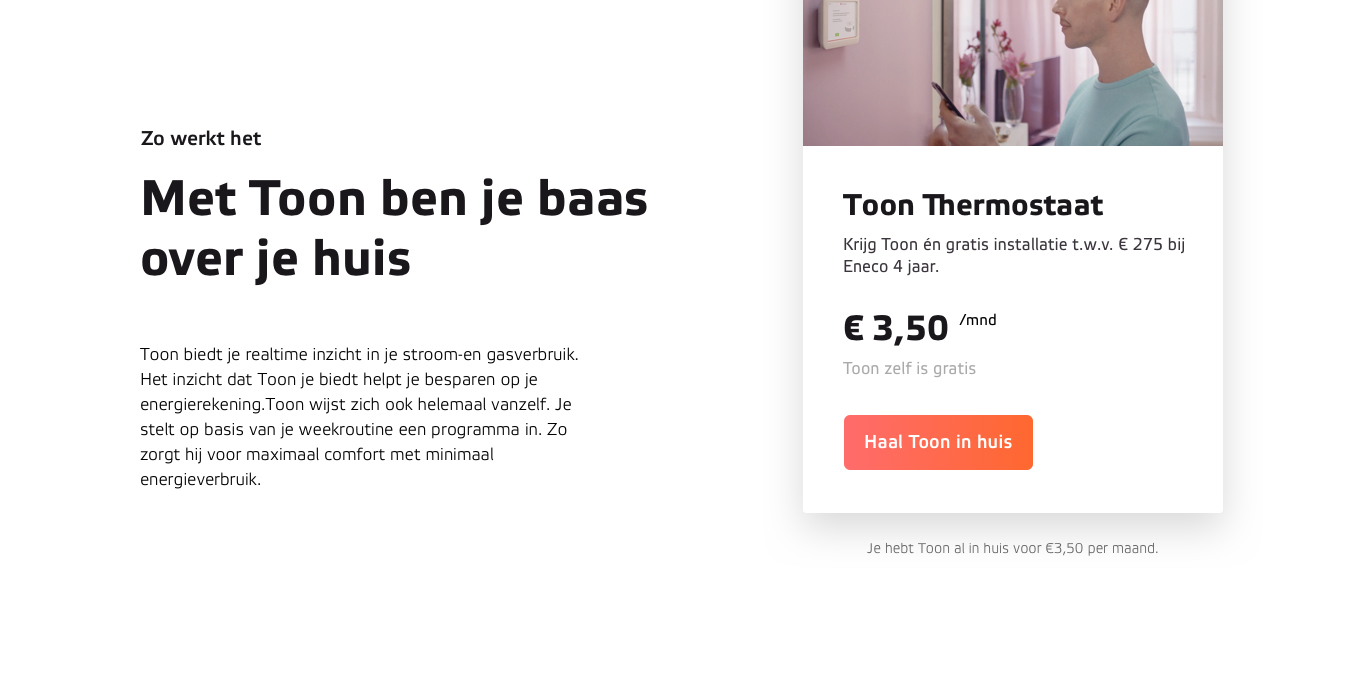 Zo werkt het
Met Toon ben je baas
over je huis
Toon biedt je realtime inzicht in je stroom-en gasverbruik.
Het inzicht dat Toon je biedt helpt je besparen op je
energierekening.Toon wijst zich ook helemaal vanzelf. Je
stelt op basis van je weekroutine een programma in. Zo
zorgt hij voor maximaal comfort met minimaal
energieverbruik.
Toon Thermostaat
Krijg Toon én gratis installatie t.w.v. € 275 bij
Eneco 4 jaar.
€ 3,50 /mnd
Toon zelf is gratis
Haal Toon in huis
Je hebt Toon al in huis voor €3,50 per maand.